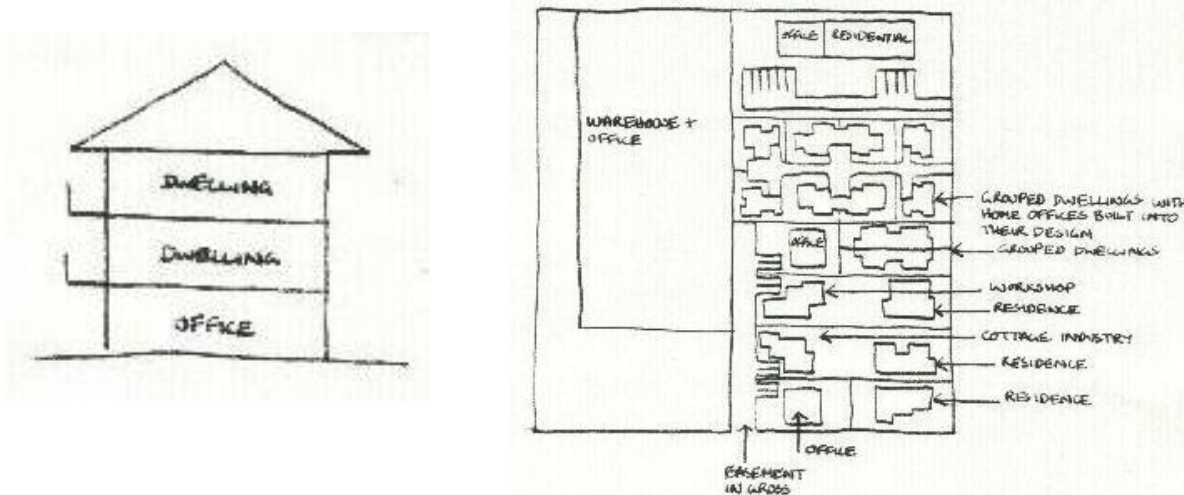 DWELLING
DWELLING
OFFICE
OFFICE RESIDENTIAL
WAREHOUSE +
OFFICE
GROUPED DWELLINGS WITH
HOME OFFICES BUILT INTO
THEIR DESIGN
OFFICE
GROUPED DWELLINGS
WORKSHOP
RESIDENCE
COTTAGE INDUSTRY
RESIDENCE
RESIDENCE
OFFICE
EASEMENT
IN GROSS